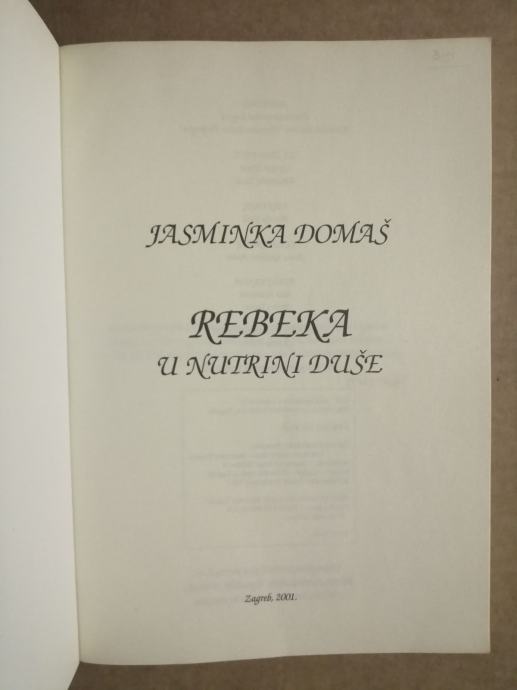 JASMINKA DOMAŠ
REBEKA
U NUTRINI DUŠE
Zagreb, 2001.